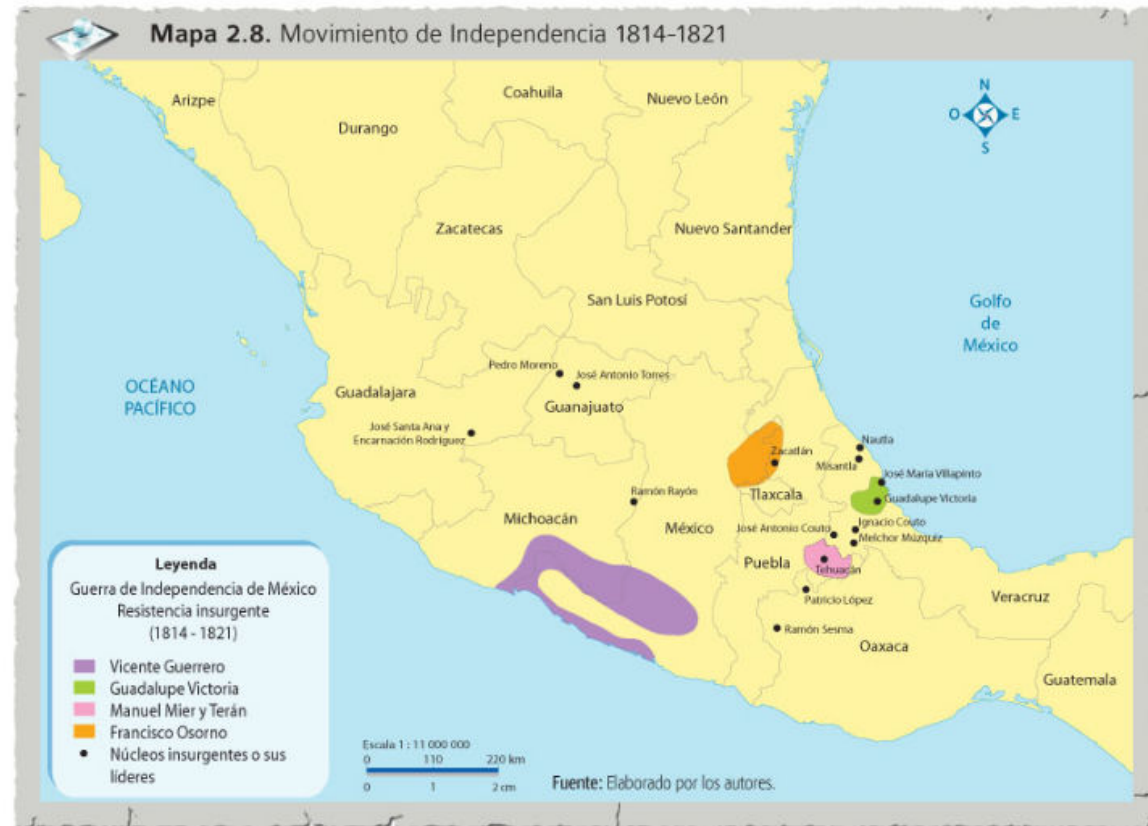 Mapa 2.8. Movimiento de Independencia 1814-1821
N
O
E
S
Arizpe
Coahuila
Nuevo León
Durango
Zacatecas
Nuevo Santander
San Luis Potosí
Golfo
de
México
OCÉANO
PACÍFICO
Pedro Moreno
José Antonio Torres
Guadalajara
Guanajuato
José Santa Ana y
Encarnación Rodríguez
Nautla
Zacatlán
Misantla
José María Villapinto
Ramón Rayón
Tlaxcala
Guadalupe Victoria
Michoacán
México
José Antonio Couto
Ignacio Couto
Melchor Múzquiz
Puebla
Tehuacán
Patricio López
Veracruz
Ramón Sesma
Oaxaca
Guatemala
Leyenda
Guerra de Independencia de México
Resistencia insurgente
(1814 - 1821)
Vicente Guerrero
Guadalupe Victoria
Manuel Mier y Terán
Francisco Osorno
Núcleos insurgentes o sus
líderes
Escala 1 : 11 000 000
0 110 220 km
0 1 2 cm
Fuente: Elaborado por los autores.